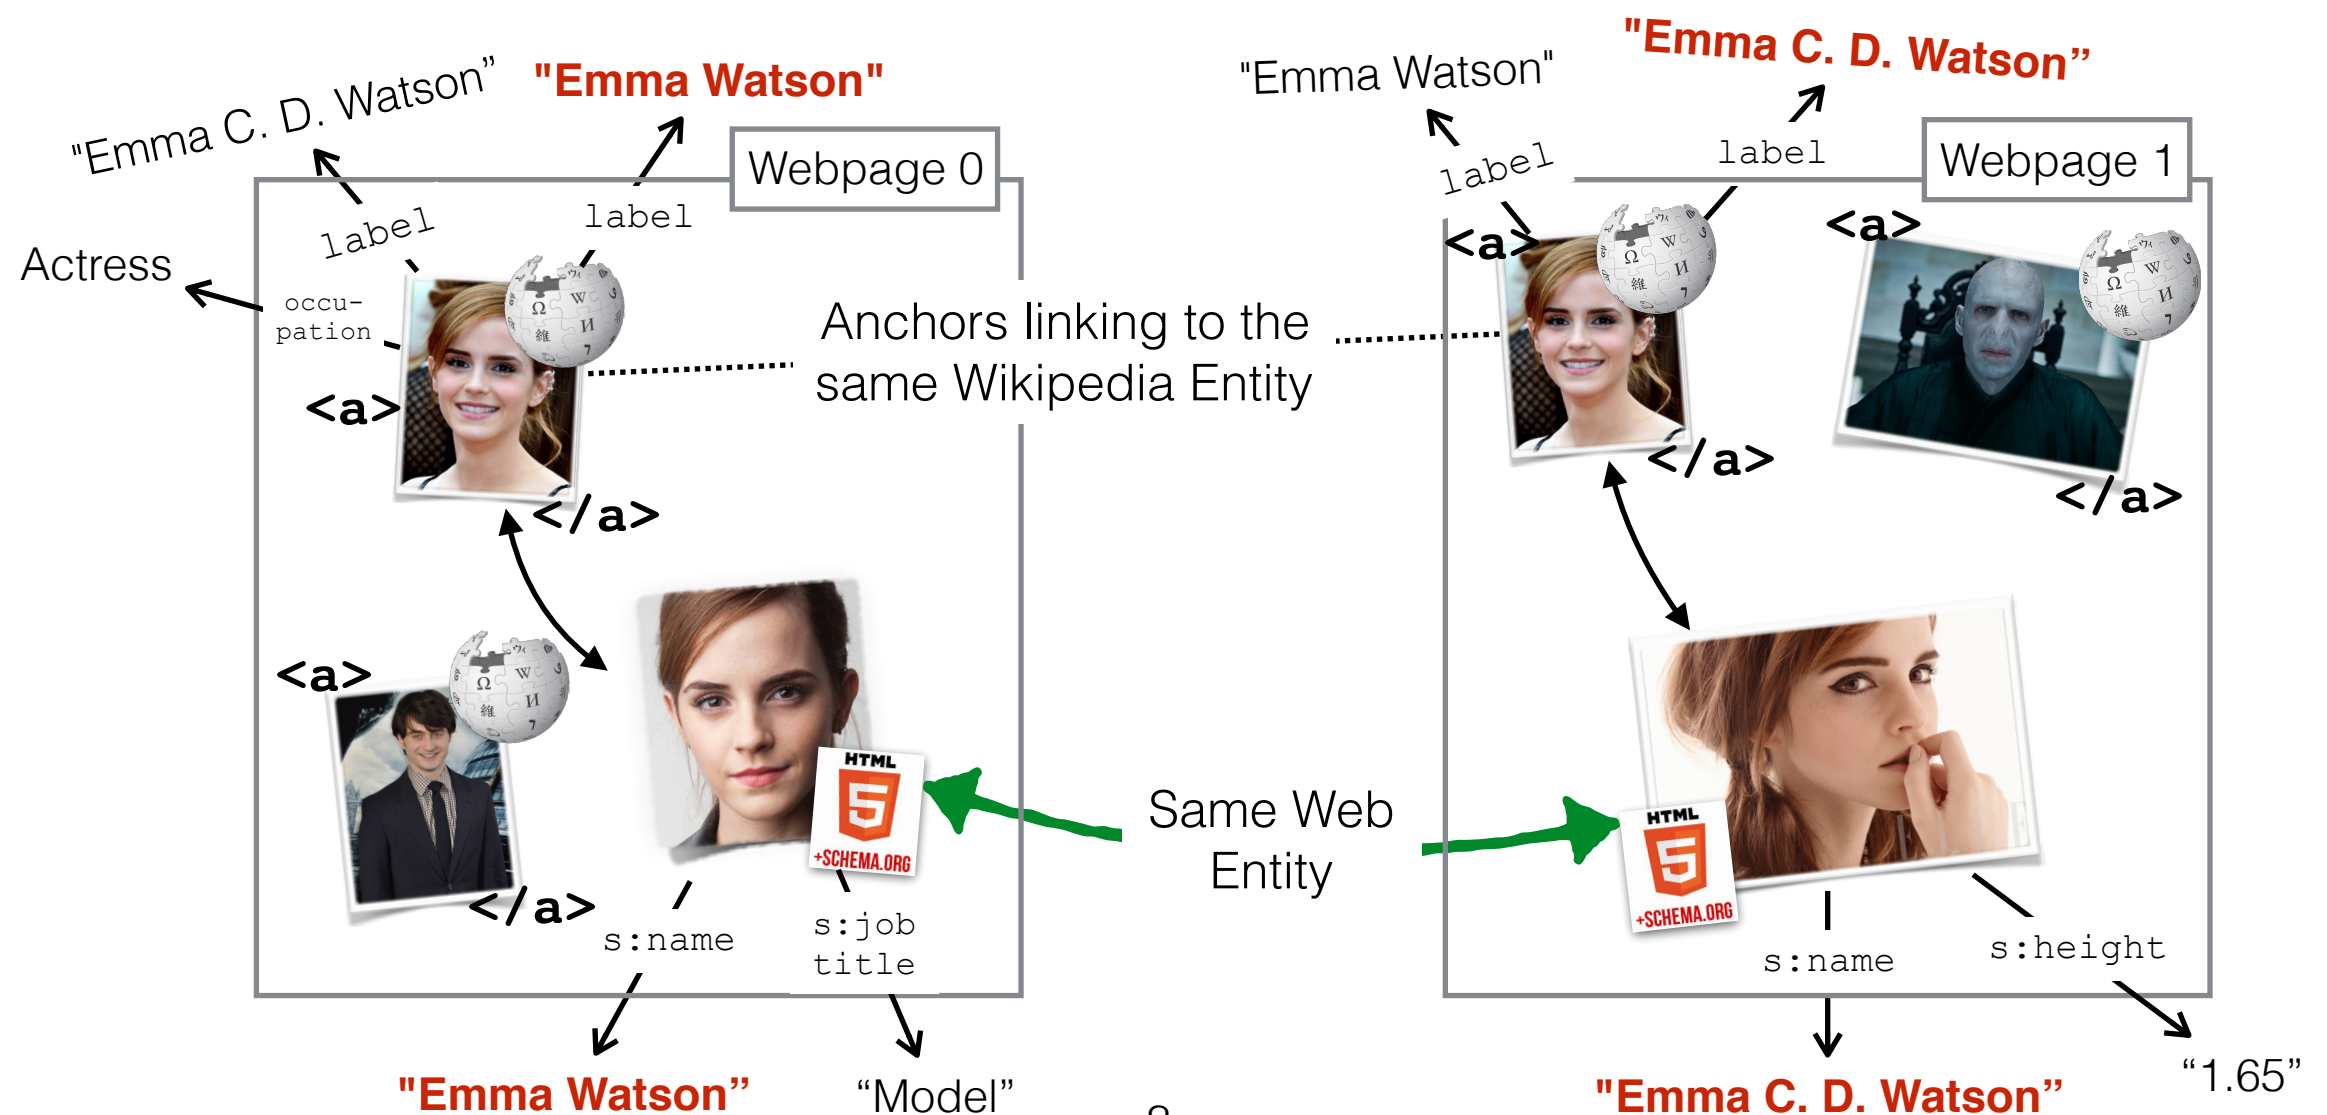 "Emma C. D. Watson”
"Emma Watson"
"Emma Watson"
"Emma C. D. Watson”
Webpage 0
Webpage 1
label
label
label
label
Actress
occu-
pation
<a>
</a>
<a>
</a>
<a>
</a>
Anchors linking to the
same Wikipedia Entity
<a>
</a>
HTML
5
+SCHEMA.ORG
Same Web
Entity
HTML
5
+SCHEMA.ORG
s:name
s:job
title
s:name
s:height
"Emma Watson”
“Model”
"Emma C. D. Watson”
“1.65”